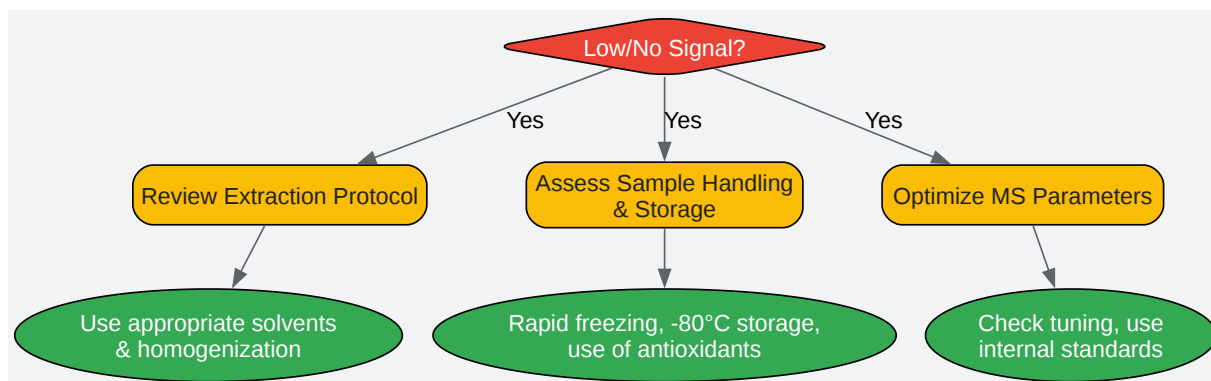 Low/No Signal?
Yes
Yes
Yes
Review Extraction Protocol
Assess Sample Handling
& Storage
Optimize MS Parameters
Use appropriate solvents
& homogenization
Rapid freezing, -80°C storage,
use of antioxidants
Check tuning, use
internal standards